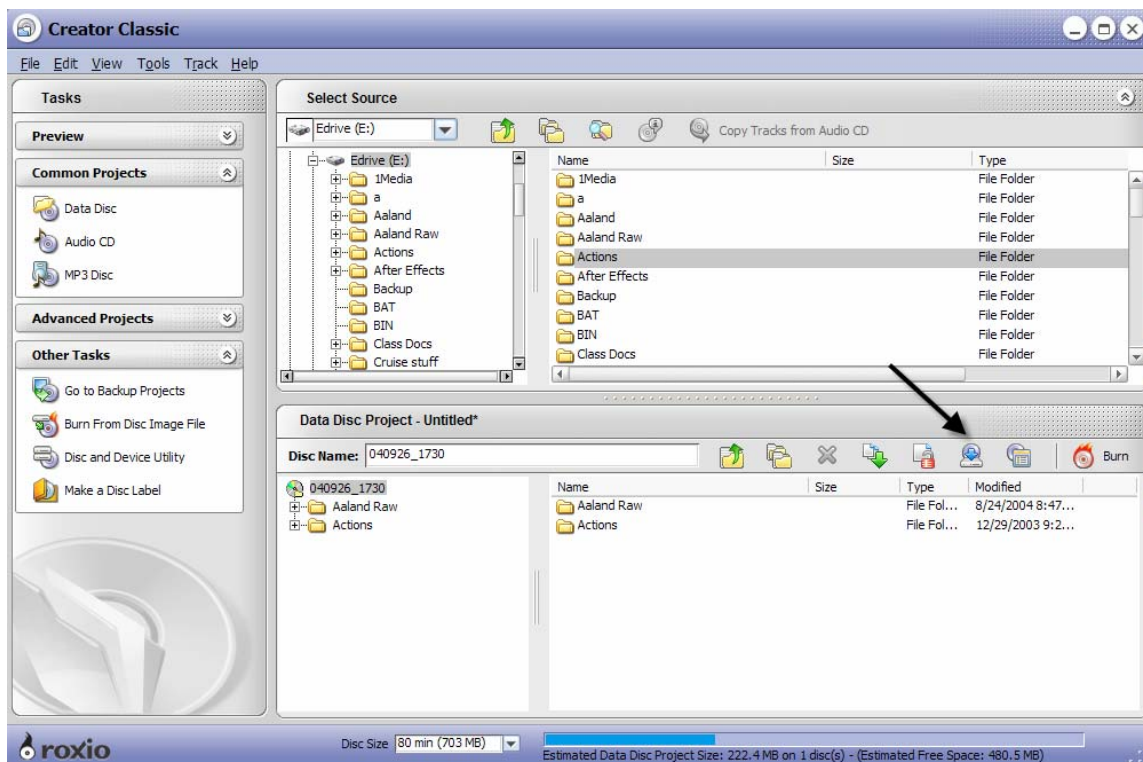 Creator Classic
File Edit View Tools Track Help
Tasks
Preview
Common Projects
Data Disc
Audio CD
MP3 Disc
Advanced Projects
Other Tasks
Go to Backup Projects
Burn From Disc Image File
Disc and Device Utility
Make a Disc Label
Select Source
Edrive (E:)
Copy Tracks from Audio CD
Edrive (E:)
1Media
a
Aaland
Aaland Raw
Actions
After Effects
Backup
BAT
BIN
Class Docs
Cruise stuff
Name Size Type
1Media File Folder
a File Folder
Aaland File Folder
Aaland Raw File Folder
Actions File Folder
After Effects File Folder
Backup File Folder
BAT File Folder
BIN File Folder
Class Docs File Folder
Data Disc Project - Untitled*
Disc Name: 040926_1730
Burn
040926_1730
Aaland Raw
Actions
Name Size Type Modified
Aaland Raw File Fol... 8/24/2004 8:47...
Actions File Fol... 12/29/2003 9:2...
roxio
Disc Size 80 min (703 MB)
Estimated Data Disc Project Size: 222.4 MB on 1 disc(s) - (Estimated Free Space: 480.5 MB)